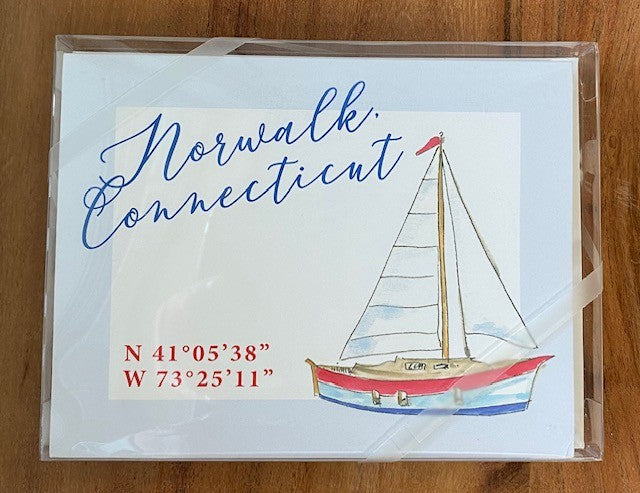 Norwalk,
Connecticut
N 41°05’38”
W 73°25’11”